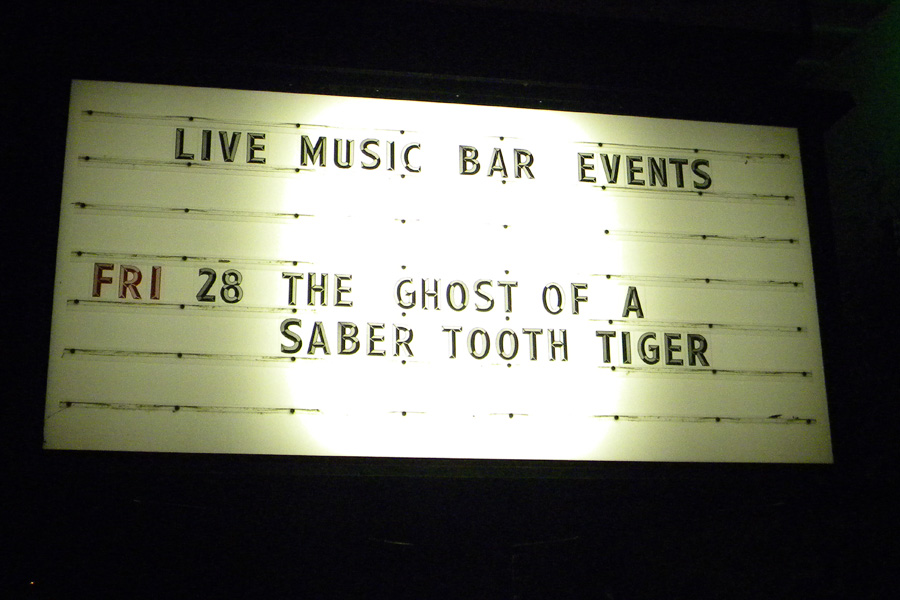 LIVE MUSIC BAR EVENTS
FRI 28 THE GHOST OF A
SABER TOOTH TIGER